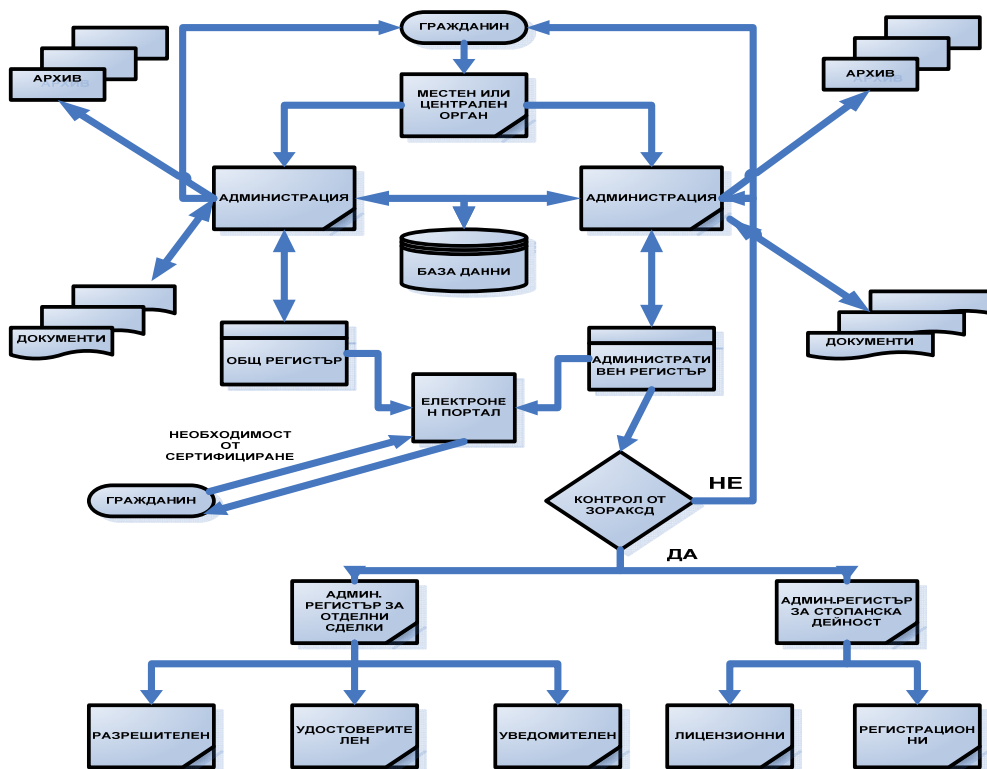 ГРАЖДАНИН
АРХИВ
АРХИВ
МЕСТЕН ИЛИ
ЦЕНТРАЛЕН
ОРГАН
АДМИНИСТРАЦИЯ
АДМИНИСТРАЦИЯ
БАЗА ДАННИ
ДОКУМЕНТИ
ДОКУМЕНТИ
ОБЩ РЕГИСТЪР
АДМИНИСТРАТИ
ВЕН РЕГИСТЪР
ЕЛЕКТРОНЕ
Н ПОРТАЛ
НЕОБХОДИМОСТ
ОТ
СЕРТИФИЦИРАНЕ
ГРАЖДАНИН
КОНТРОЛ ОТ
ЗОРАКСД
НЕ
ДА
АДМИН.
РЕГИСТЪР ЗА
ОТДЕЛНИ
СДЕЛКИ
АДМИН.РЕГИСТЪР
ЗА СТОПАНСКА
ДЕЙНОСТ
РАЗРЕШИТЕЛЕН
УДОСТОВЕРИТЕ
ЛЕН
УВЕДОМИТЕЛЕН
ЛИЦЕНЗИОННИ
РЕГИСТРАЦИОН
НИ